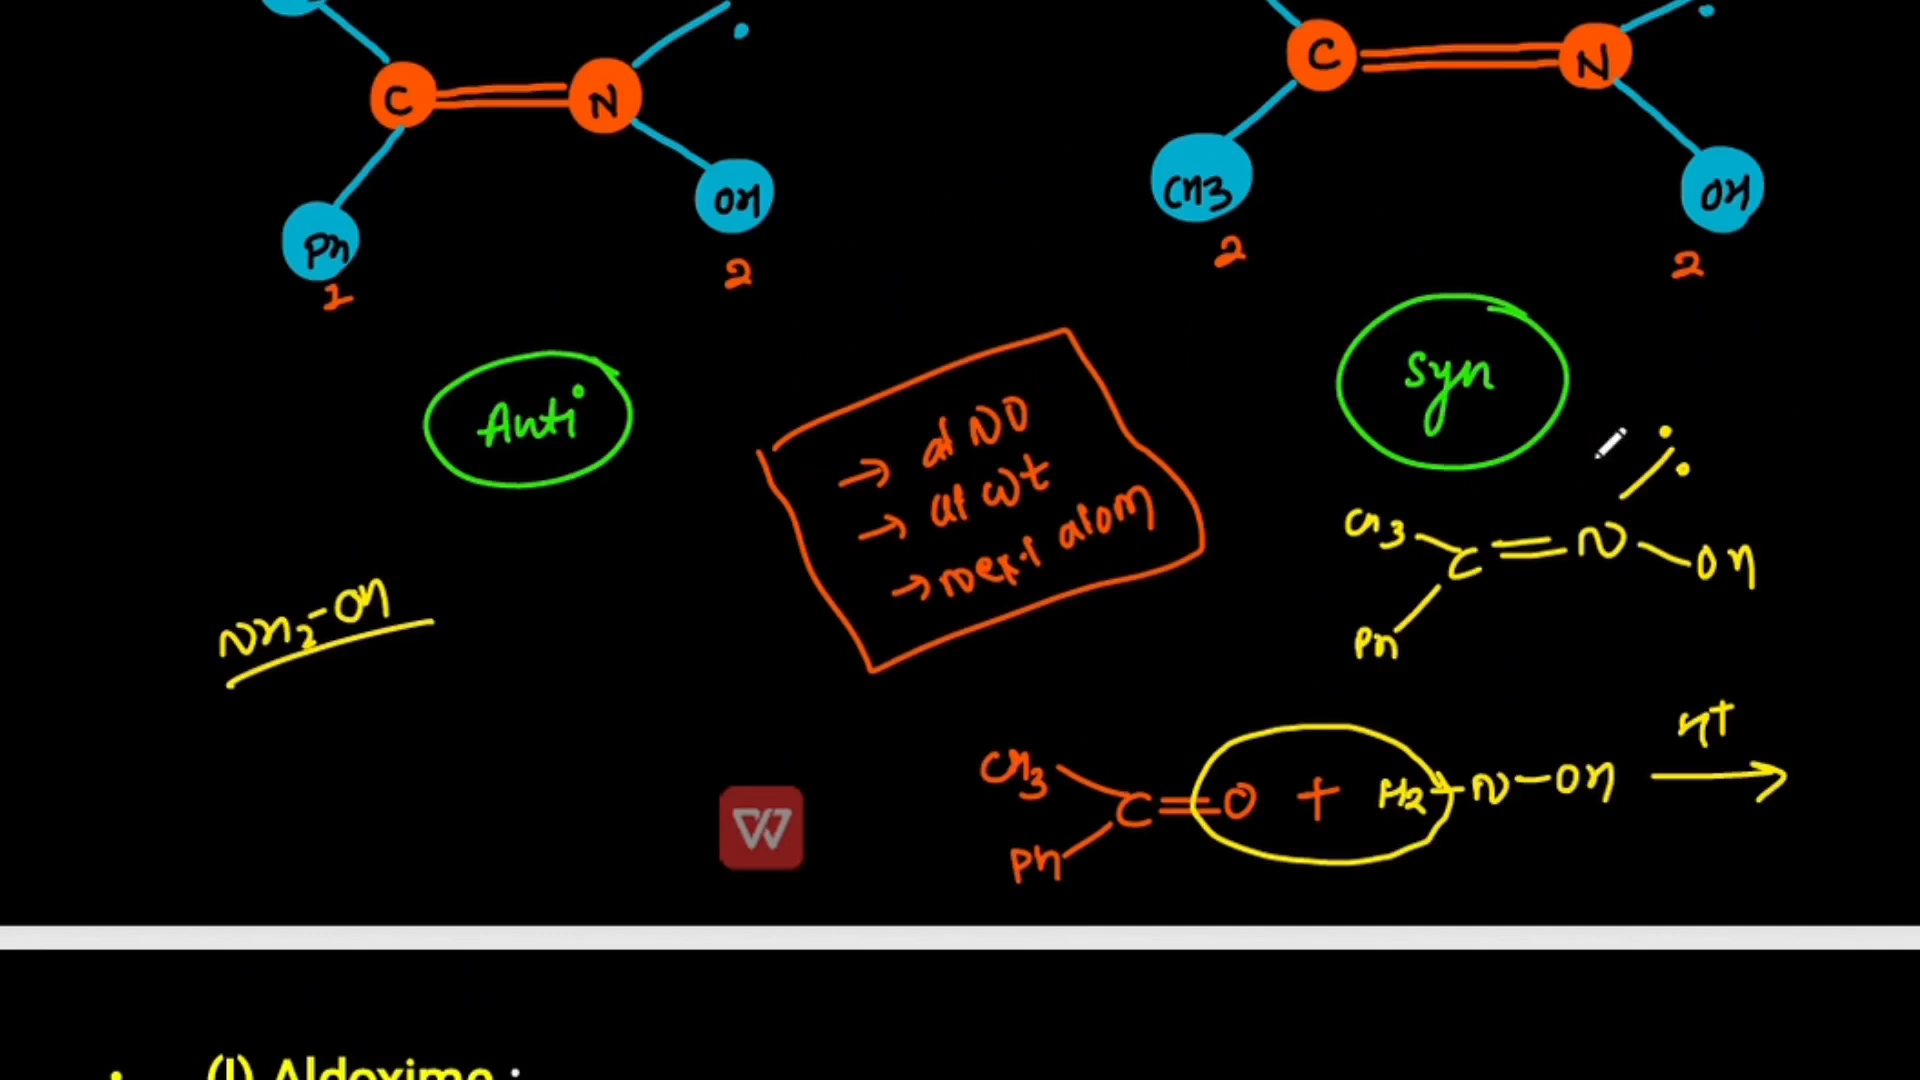 C = N
Ph
OH
1
2
C = N
CH3
OH
2
2
Anti
Syn
→ at NO
→ at wt
→ next atom
NH2-OH
CH3
C = N - OH
Ph
CH3
C = O + H2 - N - OH
H+
Ph
W
(I) Aldoxime :